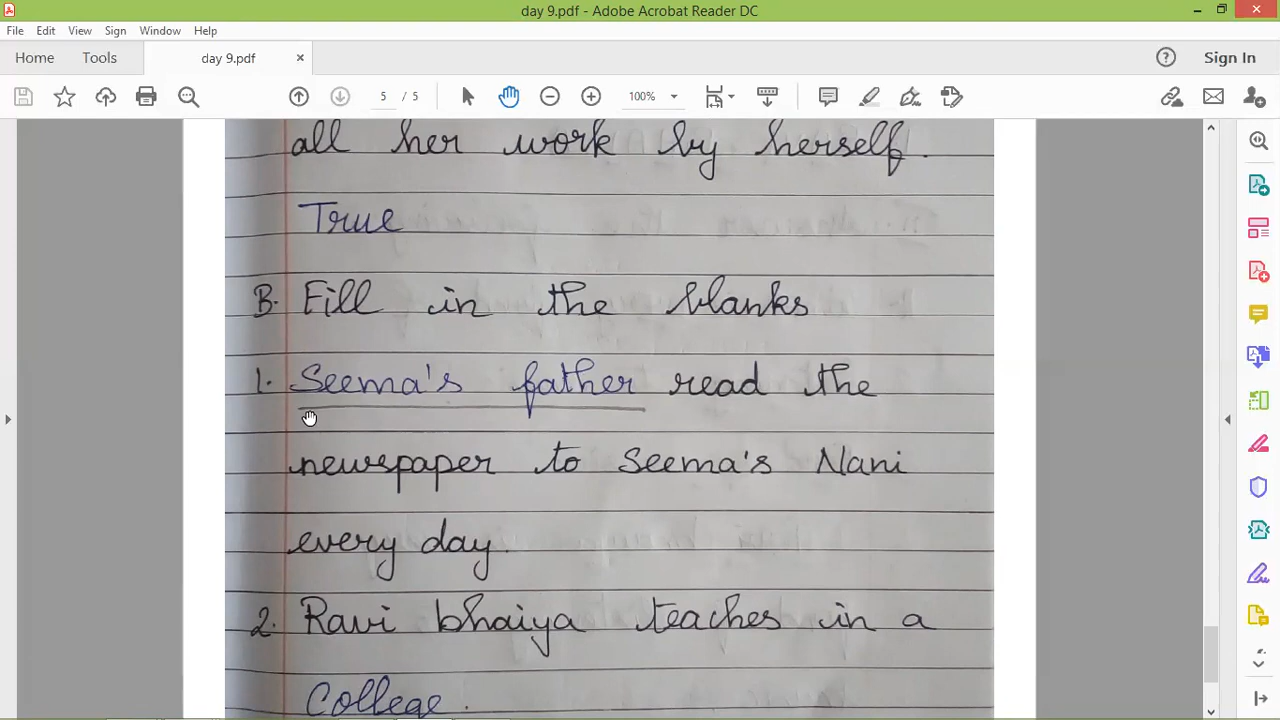 day 9.pdf - Adobe Acrobat Reader DC
File Edit View Sign Window Help
Home Tools day 9.pdf × Sign In
5 / 5 100%
all her work by herself.
True
B. Fill in the blanks
1. Seema's father read the
newspaper to Seema's Nani
every day.
2. Ravi bhaiya teaches in a
College.